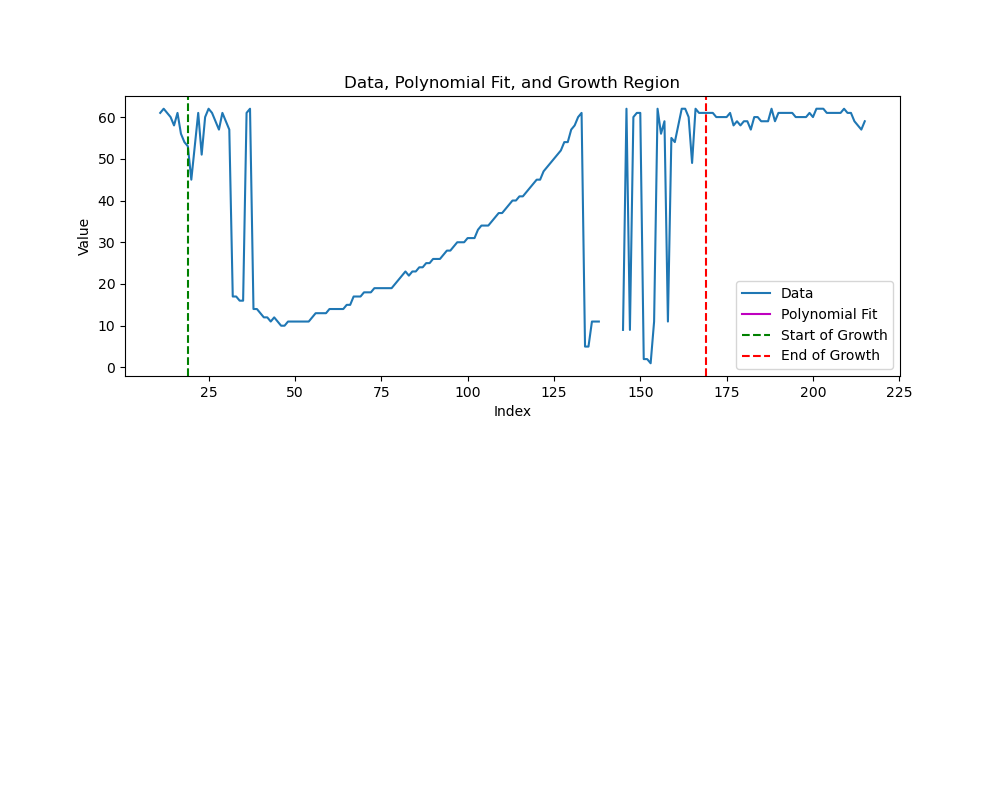 Data, Polynomial Fit, and Growth Region
Value
60
50
40
30
20
10
0
Data
Polynomial Fit
Start of Growth
End of Growth
25 50 75 100 125 150 175 200 225
Index